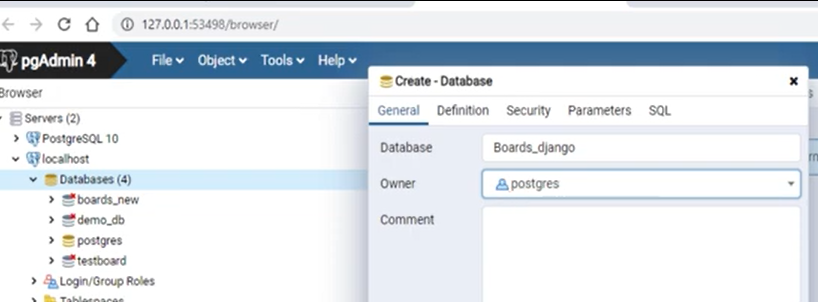 127.0.0.1:53498/browser/
pgAdmin 4 File Object Tools Help
Browser
Servers (2)
PostgreSQL 10
localhost
Databases (4)
boards_new
demo_db
postgres
testboard
Login/Group Roles
Tablespaces
Create - Database
General Definition Security Parameters SQL
Database Boards_django
Owner postgres
Comment